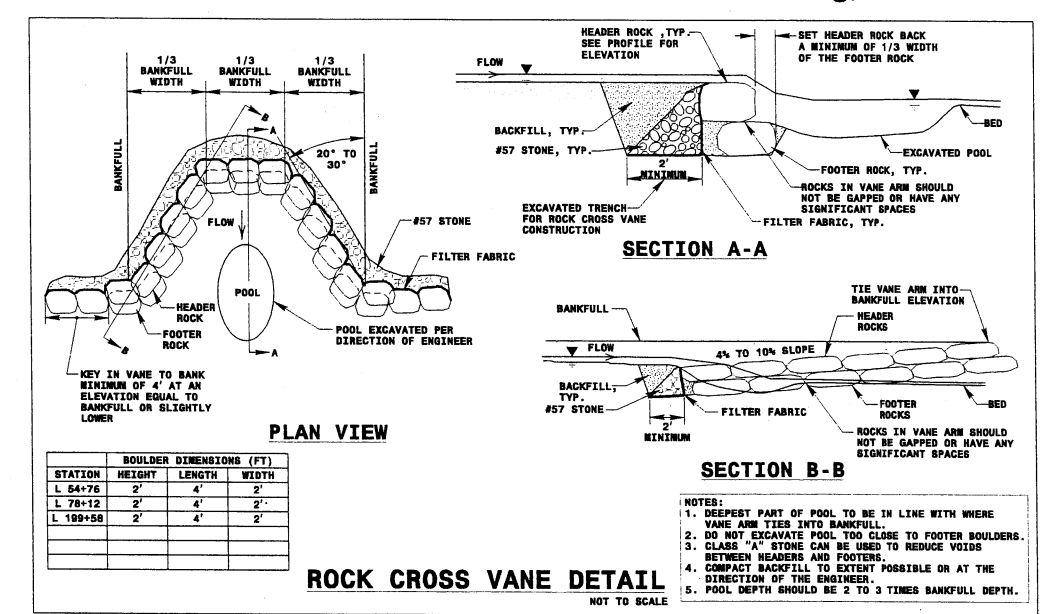 1/3
BANKFULL
WIDTH
1/3
BANKFULL
WIDTH
1/3
BANKFULL
WIDTH
B
A
20° TO
30°
BANKFULL
BANKFULL
FLOW
#57 STONE
FILTER FABRIC
POOL
HEADER
ROCK
FOOTER
ROCK
B
A
POOL EXCAVATED PER
DIRECTION OF ENGINEER
KEY IN VANE TO BANK
MINIMUM OF 4' AT AN
ELEVATION EQUAL TO
BANKFULL OR SLIGHTLY
LOWER
PLAN VIEW
HEADER ROCK ,TYP.
SEE PROFILE FOR
ELEVATION
SET HEADER ROCK BACK
A MINIMUM OF 1/3 WIDTH
OF THE FOOTER ROCK
FLOW
BACKFILL, TYP.
#57 STONE, TYP.
2'
MINIMUM
BED
EXCAVATED POOL
FOOTER ROCK, TYP.
ROCKS IN VANE ARM SHOULD
NOT BE GAPPED OR HAVE ANY
SIGNIFICANT SPACES
EXCAVATED TRENCH
FOR ROCK CROSS VANE
CONSTRUCTION
FILTER FABRIC, TYP.
SECTION A-A
TIE VANE ARM INTO
BANKFULL ELEVATION
BANKFULL
HEADER
ROCKS
FLOW
4% TO 10% SLOPE
BACKFILL,
TYP.
#57 STONE
FILTER FABRIC
2'
MINIMUM
FOOTER
ROCKS
BED
ROCKS IN VANE ARM SHOULD
NOT BE GAPPED OR HAVE ANY
SIGNIFICANT SPACES
SECTION B-B
BOULDER DIMENSIONS (FT)
STATION HEIGHT LENGTH WIDTH
L 54+76 2' 4' 2'
L 78+12 2' 4' 2'
L 199+58 2' 4' 2'
NOTES:
1. DEEPEST PART OF POOL TO BE IN LINE WITH WHERE
VANE ARM TIES INTO BANKFULL.
2. DO NOT EXCAVATE POOL TOO CLOSE TO FOOTER BOULDERS.
3. CLASS "A" STONE CAN BE USED TO REDUCE VOIDS
BETWEEN HEADERS AND FOOTERS.
4. COMPACT BACKFILL TO EXTENT POSSIBLE OR AT THE
DIRECTION OF THE ENGINEER.
5. POOL DEPTH SHOULD BE 2 TO 3 TIMES BANKFULL DEPTH.
ROCK CROSS VANE DETAIL
NOT TO SCALE